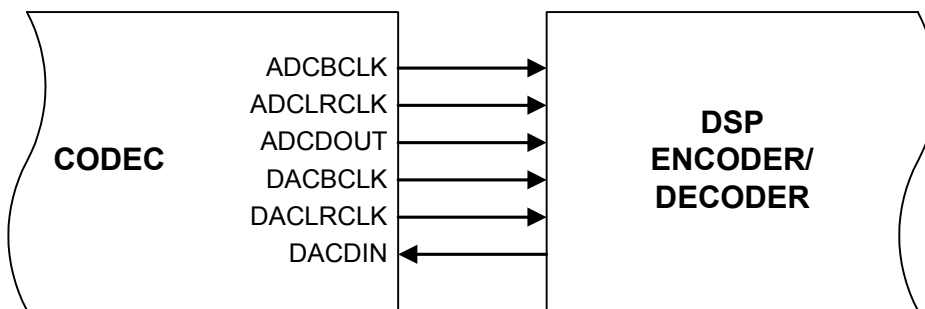 CODEC
ADCBCLK
ADCLRCLK
ADCDOUT
DACBCLK
DACLRCLK
DACDIN
DSP
ENCODER/
DECODER